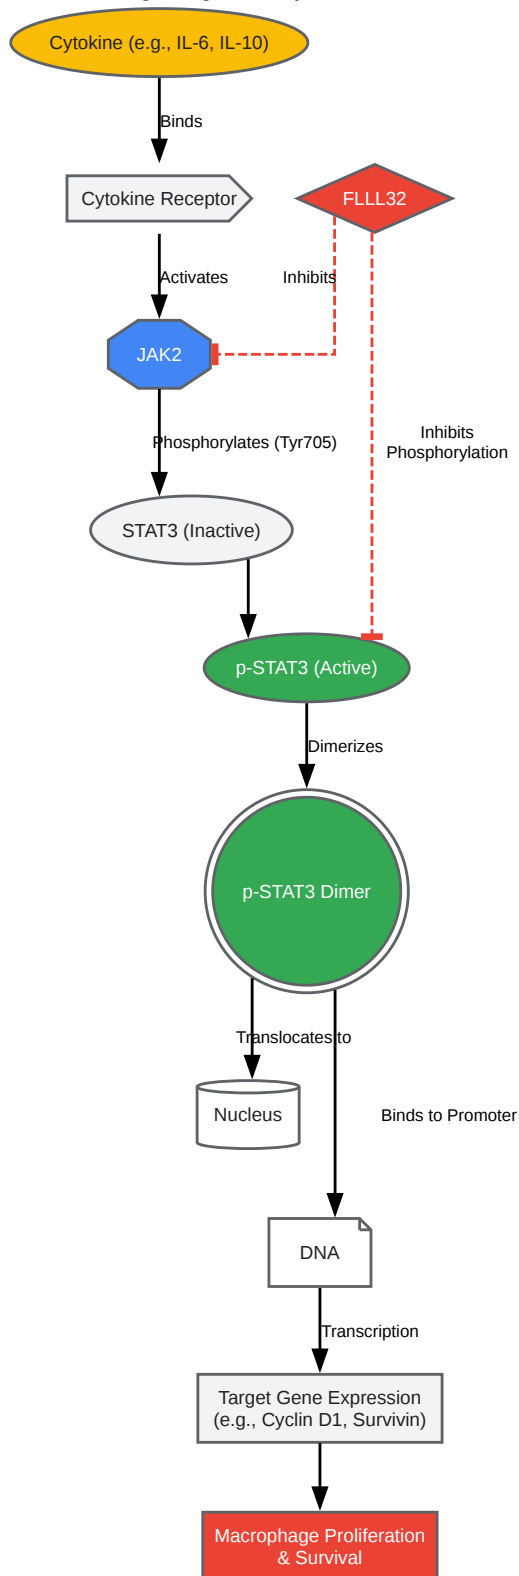 Cytokine (e.g., IL-6, IL-10)
Binds
Cytokine Receptor
FLLL32
Activates
Inhibits
JAK2
Phosphorylates (Tyr705)
Inhibits
Phosphorylation
STAT3 (Inactive)
p-STAT3 (Active)
Dimerizes
p-STAT3 Dimer
Translocates to
Nucleus
Binds to Promoter
DNA
Transcription
Target Gene Expression
(e.g., Cyclin D1, Survivin)
Macrophage Proliferation
& Survival